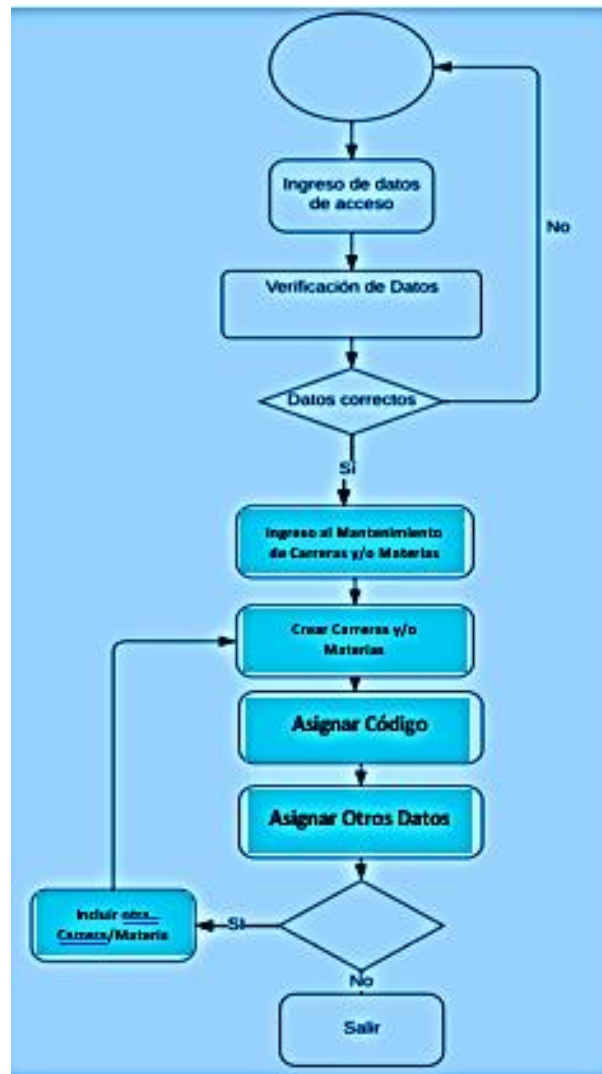 Ingreso de datos
de acceso
No
Verificación de Datos
Datos correctos
Si
Ingreso al Mantenimiento
de Carreras y/o Materias
Crear Carreras y/o
Materias
Asignar Código
Asignar Otros Datos
Incluir otra
Carrera/Materia
Si
No
Salir